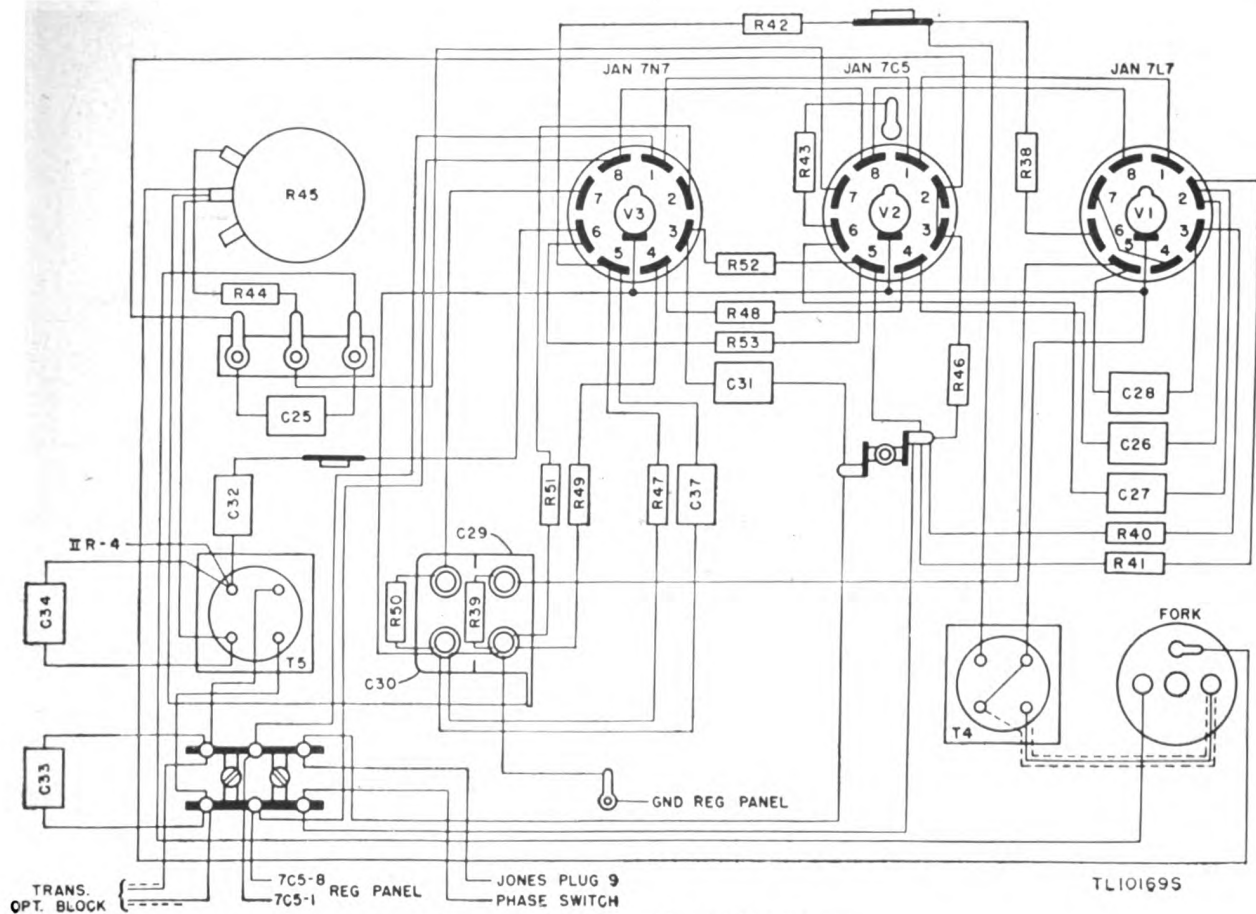 R42
JAN 7N7
JAN 7C5
JAN 7L7
R43
R38
R45
8 1
7 2
V3
6 3
5 4
8 1
7 2
V2
6 3
5 4
8 1
7 2
V1
6 3
5 4
R52
R44
R48
R53
R46
C31
C28
C25
C26
C32
R51
R49
R47
C37
C27
R40
R41
II R-4
C29
C34
R50
R39
FORK
T5
C30
T4
C33
GND REG PANEL
TRANS.
OPT. BLOCK
7C5-8
REG PANEL
7C5-1
JONES PLUG 9
PHASE SWITCH
TL10169S